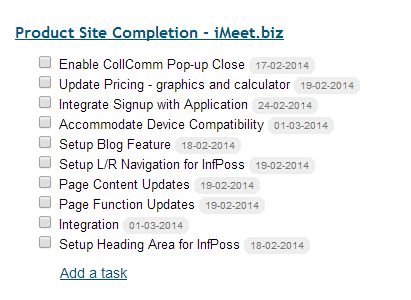 Product Site Completion - iMeet.biz
Enable CollComm Pop-up Close 17-02-2014
Update Pricing - graphics and calculator 19-02-2014
Integrate Signup with Application 24-02-2014
Accommodate Device Compatibility 01-03-2014
Setup Blog Feature 18-02-2014
Setup L/R Navigation for InfPoss 19-02-2014
Page Content Updates 19-02-2014
Page Function Updates 19-02-2014
Integration 01-03-2014
Setup Heading Area for InfPoss 18-02-2014
Add a task